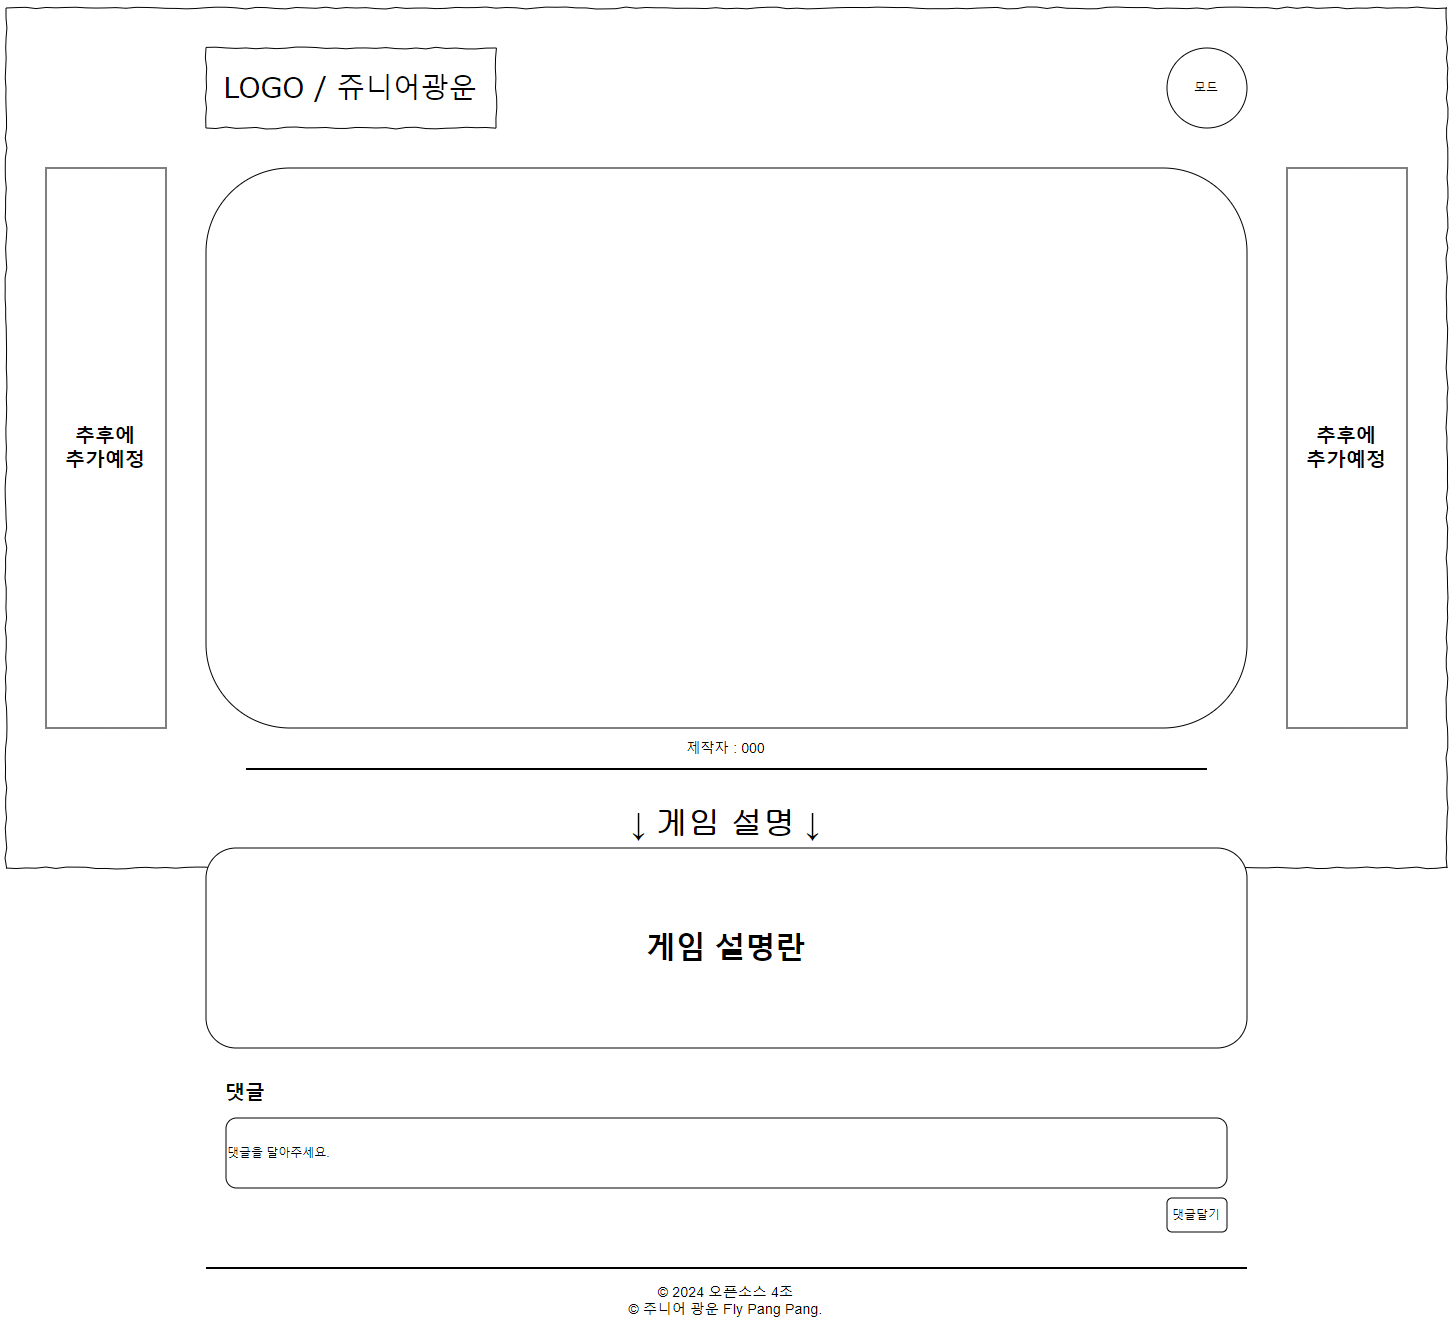 LOGO / 쥬니어광운
모드
추후에
추가예정
추후에
추가예정
제작자 : 000
↓ 게임 설명 ↓
게임 설명란
댓글
댓글을 달아주세요.
댓글달기
© 2024 오픈소스 4조
© 주니어 광운 Fly Pang Pang.